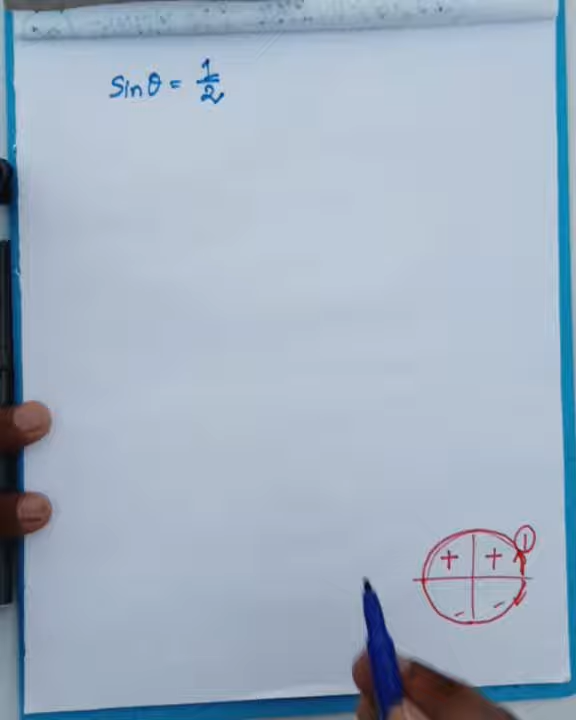 Sinθ = 1/2
+ +
- -
1